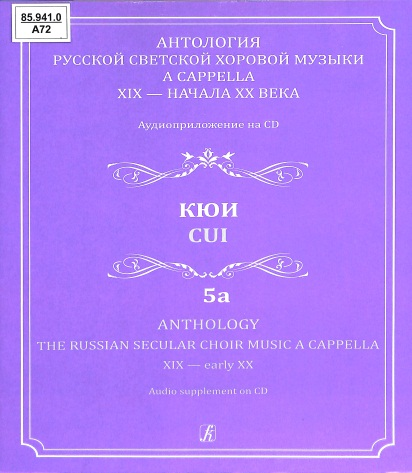 85.941.0
А72
АНТОЛОГИЯ
РУССКОЙ СВЕТСКОЙ ХОРОВОЙ МУЗЫКИ
A CAPPELLA
XIX — НАЧАЛА XX ВЕКА
Аудиоприложение на CD
КЮИ
CUI
5a
ANTHOLOGY
THE RUSSIAN SECULAR CHOIR MUSIC A CAPPELLA
XIX — early XX
Audio supplement on CD